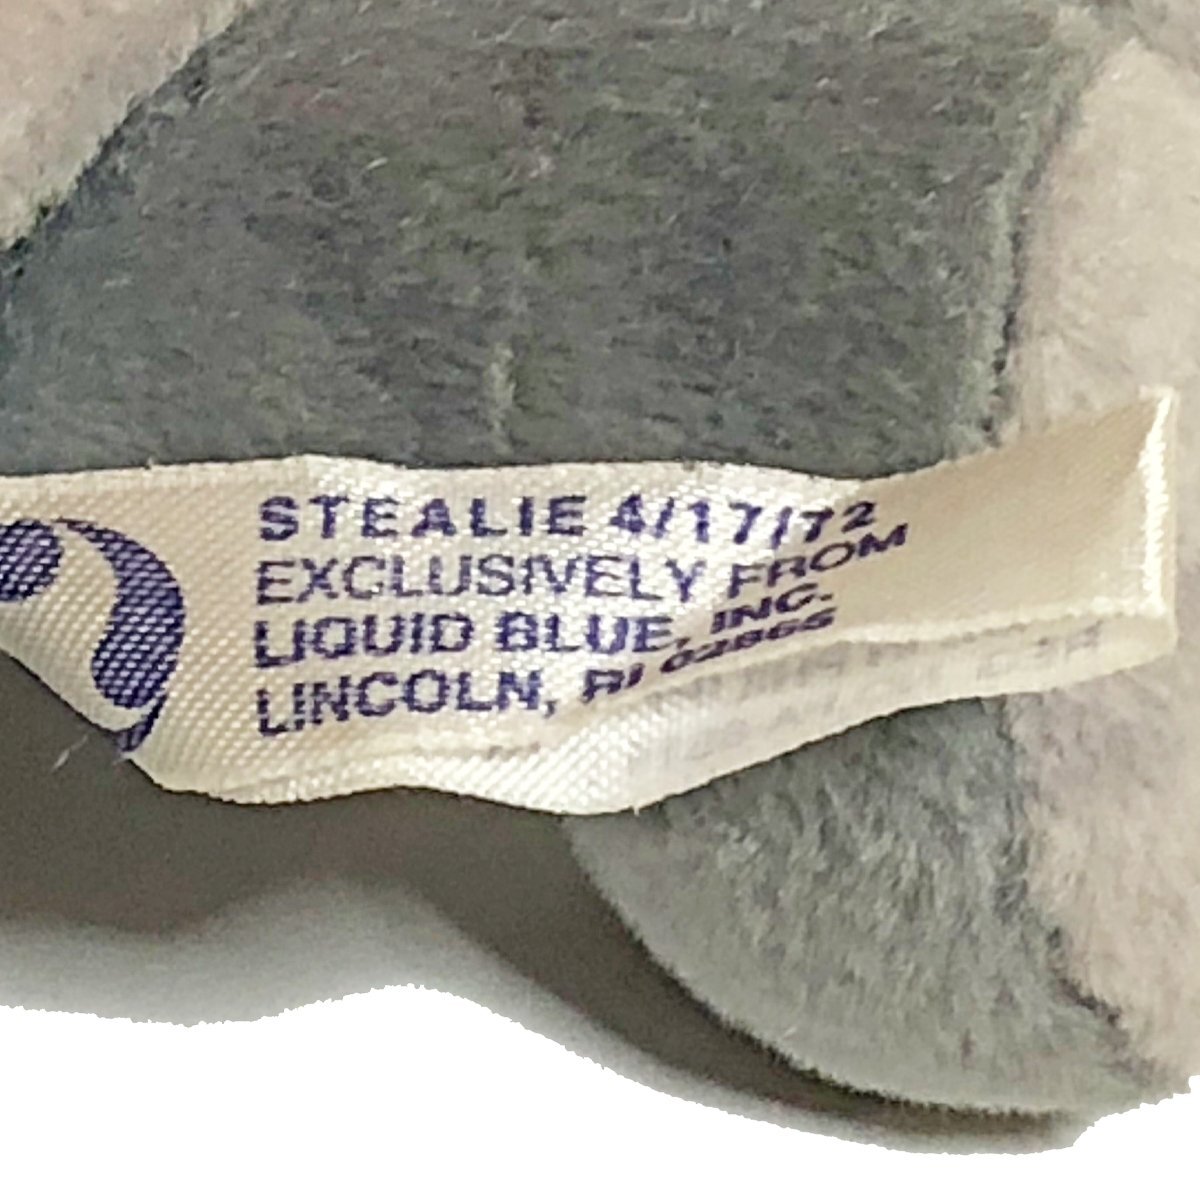 STEALIE 4/17/72
EXCLUSIVELY FROM
LIQUID BLUE, INC.
LINCOLN, RI 02865